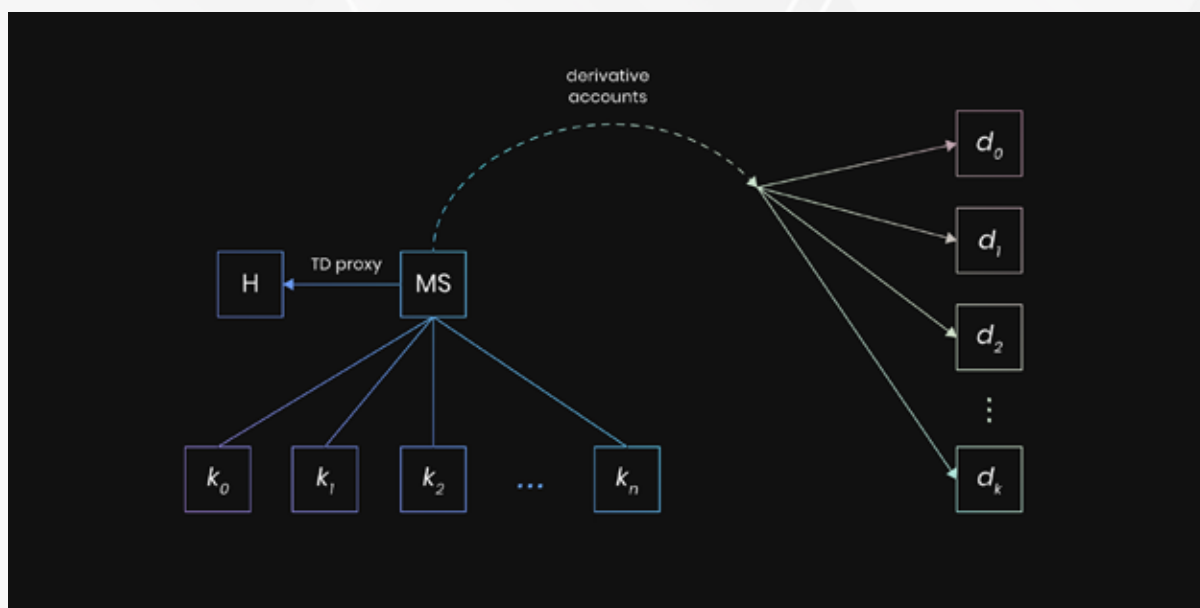 derivative
accounts
d₀
d₁
H
TD proxy
MS
d₂
⋮
k₀
k₁
k₂
...
kₙ
dₖ